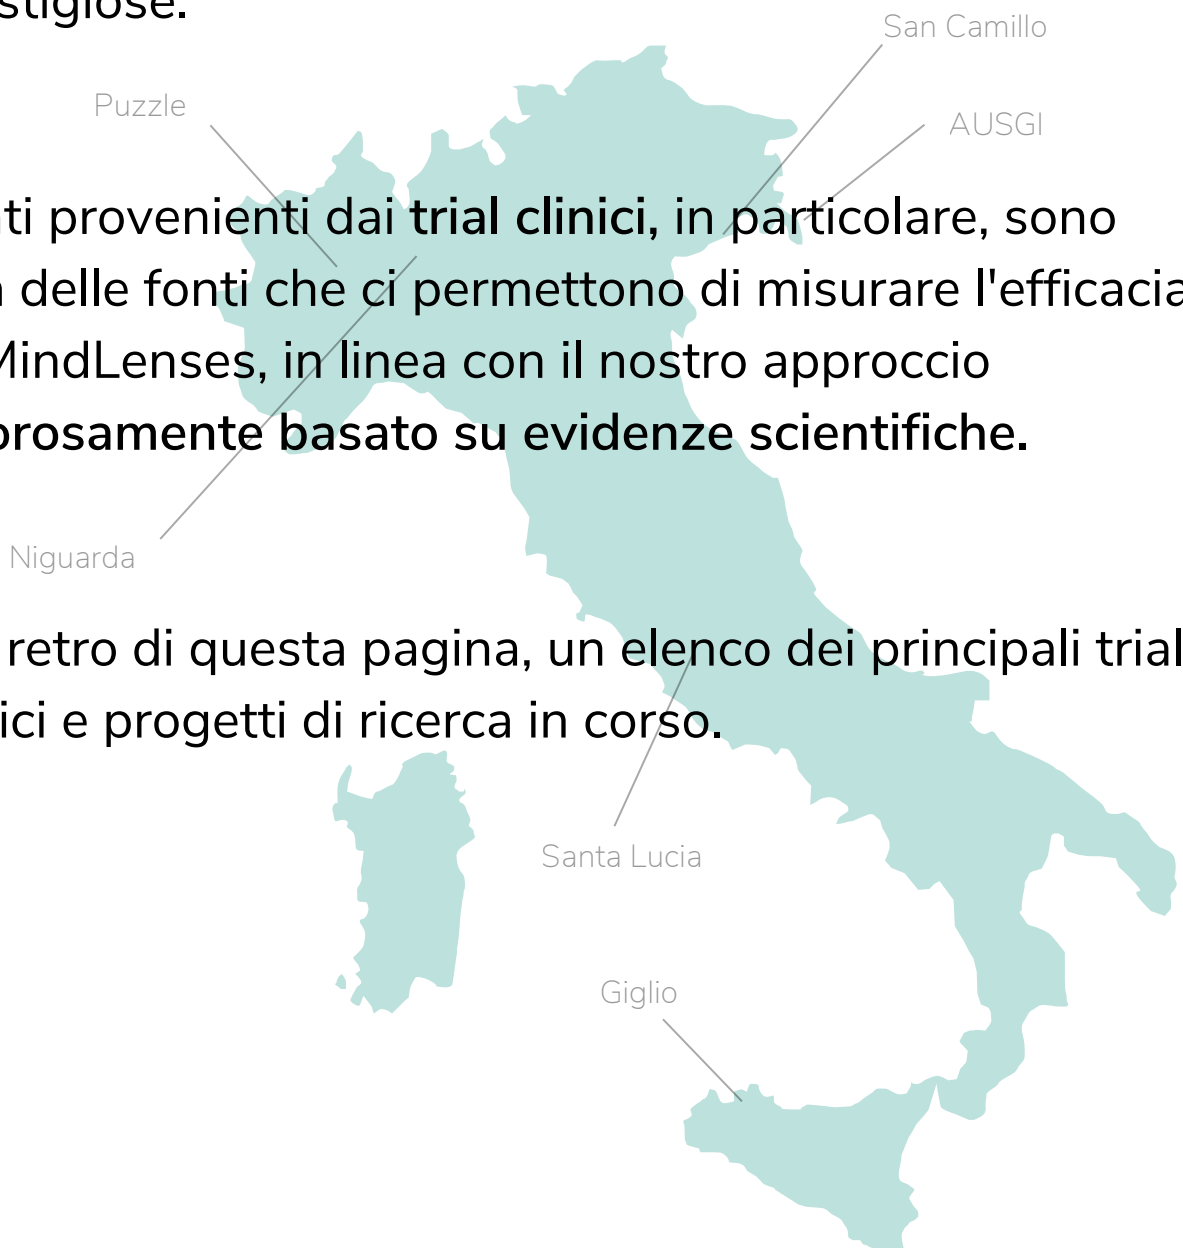 stigiose.
San Camillo
Puzzle
AUSGI
ti provenienti dai trial clinici, in particolare, sono
delle fonti che ci permettono di misurare l'efficacia
MindLenses, in linea con il nostro approccio
orosamente basato su evidenze scientifiche.
Niguarda
retro di questa pagina, un elenco dei principali trial
ici e progetti di ricerca in corso.
Santa Lucia
Giglio